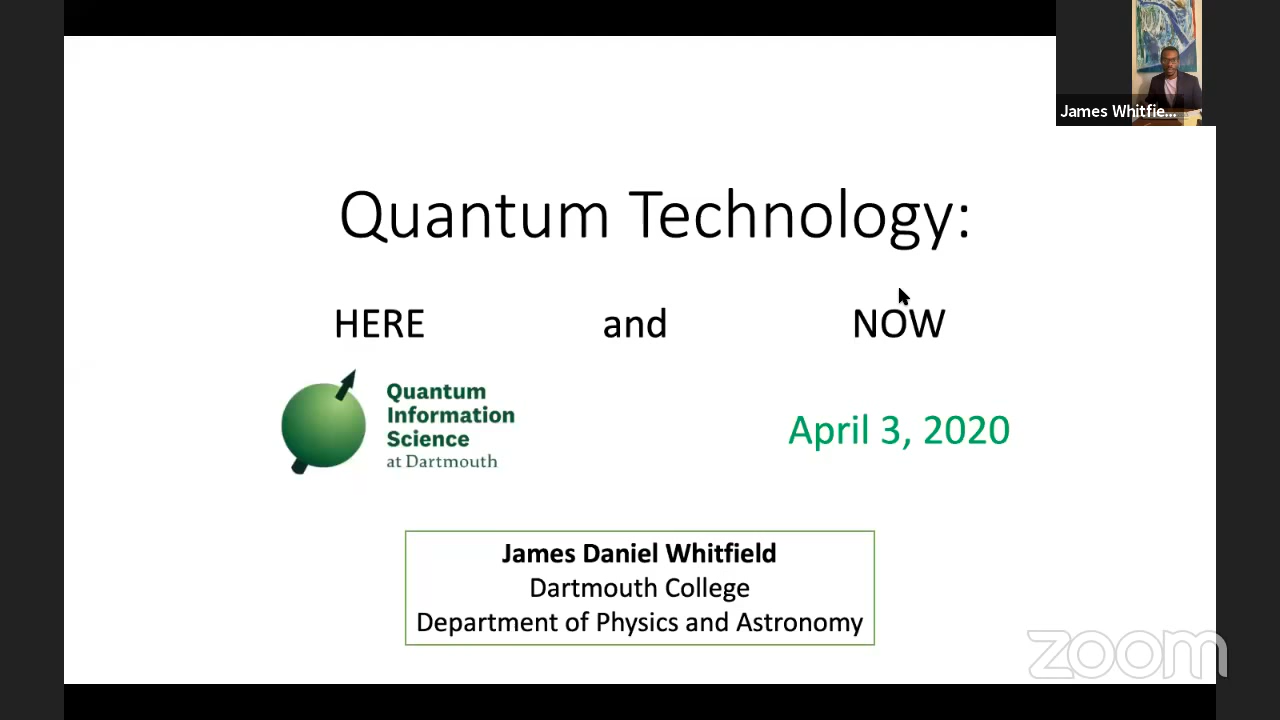 James Whitfie...
Quantum Technology:
HERE and NOW
Quantum
Information
Science
at Dartmouth
April 3, 2020
James Daniel Whitfield
Dartmouth College
Department of Physics and Astronomy
zoom